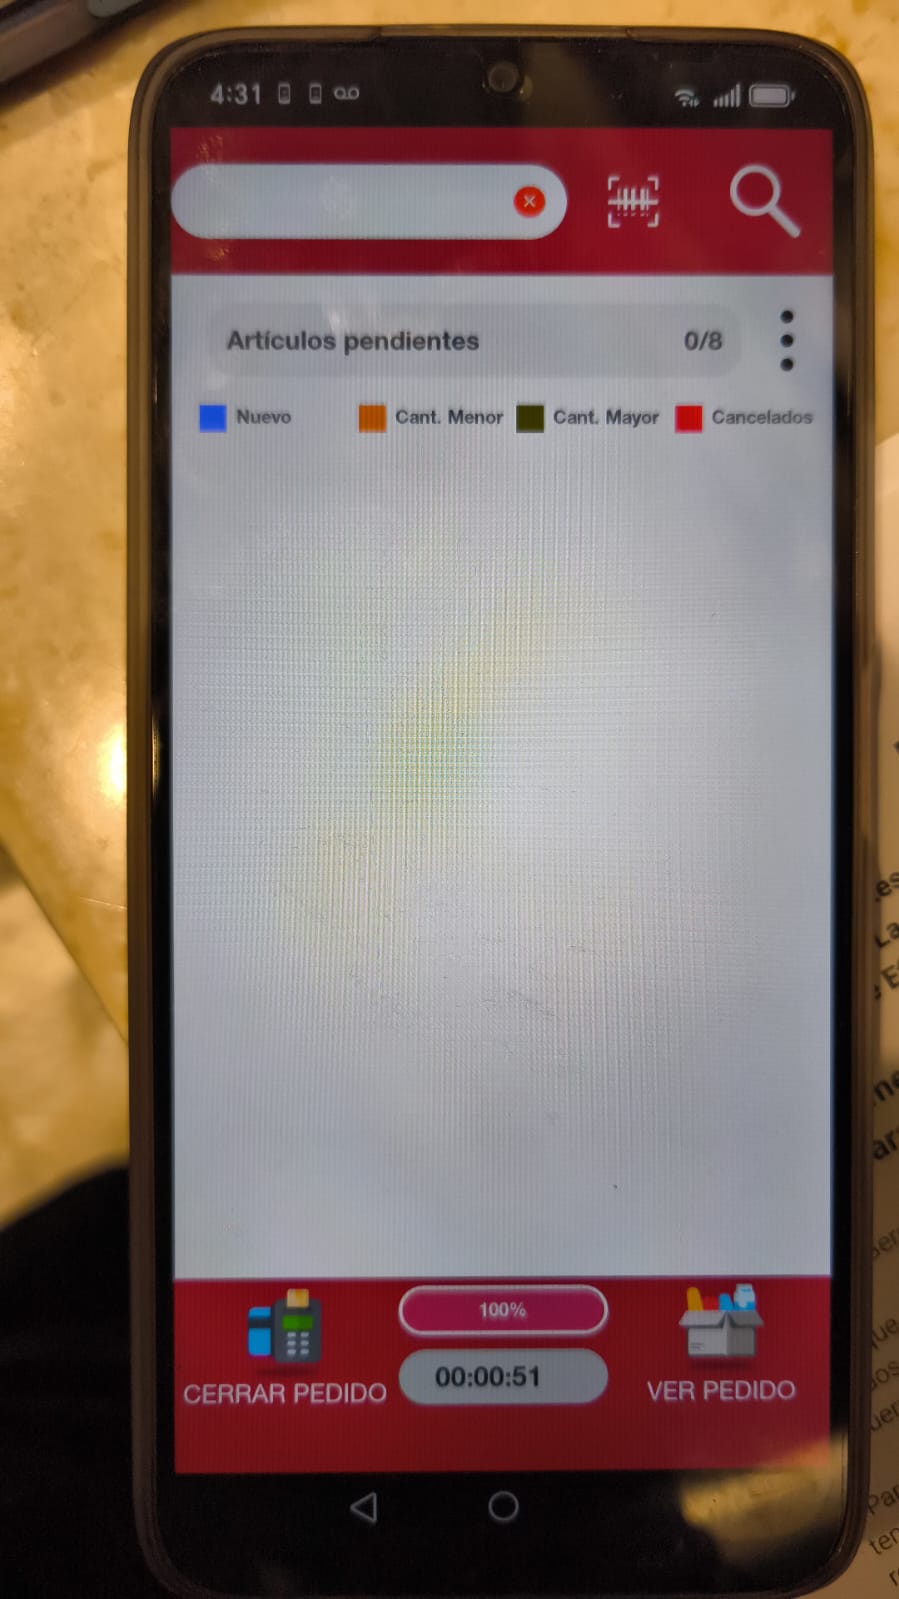 4:31
Artículos pendientes 0/8
Nuevo Cant. Menor Cant. Mayor Cancelados
100%
00:00:51
CERRAR PEDIDO VER PEDIDO